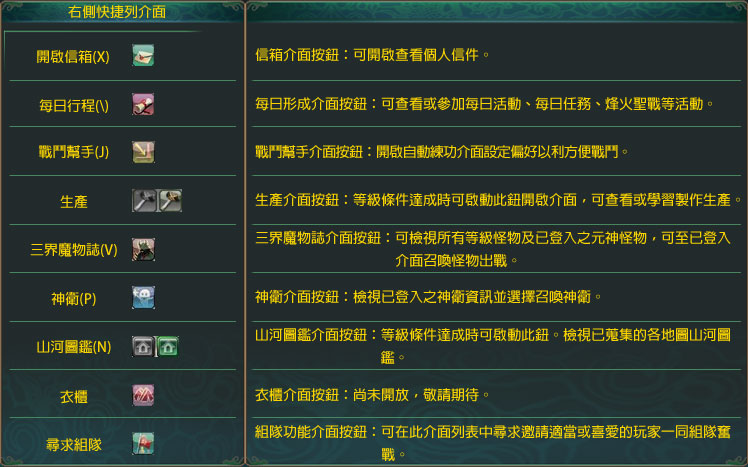 右側快捷列介面
開啟信箱(X)
信箱介面按鈕：可開啟查看個人信件。
每日行程(\)
每日形成介面按鈕：可查看或參加每日活動、每日任務、烽火聖戰等活動。
戰鬥幫手(J)
戰鬥幫手介面按鈕：開啟自動練功介面設定偏好以利方便戰鬥。
生產
生產介面按鈕：等級條件達成時可啟動此鈕開啟介面，可查看或學習製作生產。
三界魔物誌(V)
三界魔物誌介面按鈕：可檢視所有等級怪物及已登入之元神怪物，可至已登入
介面召喚怪物出戰。
神衛(P)
神衛介面按鈕：檢視已登入之神衛資訊並選擇召喚神衛。
山河圖鑑(N)
山河圖鑑介面按鈕：等級條件達成時可啟動此鈕。檢視已蒐集的各地圖山河圖
鑑。
衣櫃
衣櫃介面按鈕：尚未開放，敬請期待。
尋求組隊
組隊功能介面按鈕：可在此介面列表中尋求邀請適當或喜愛的玩家一同組隊奮
戰。